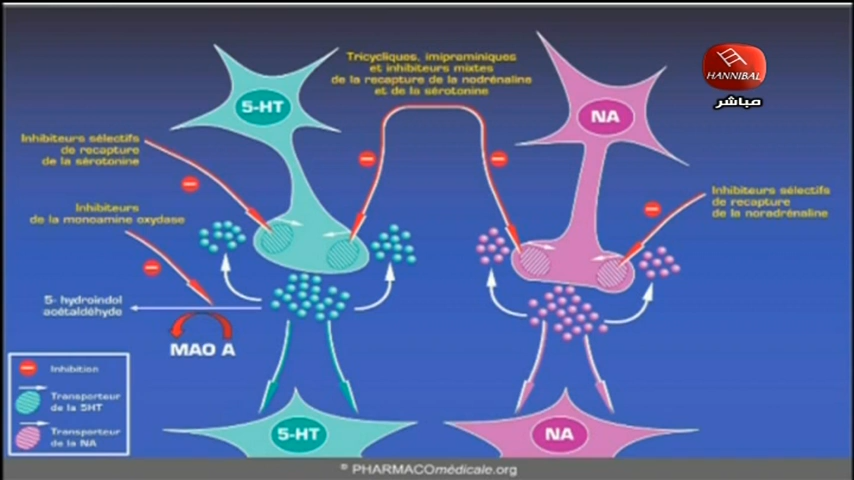 Tricycliques, imipraminiques
et inhibiteurs mixtes
de la recapture de la nodrénaline
et de la sérotonine
HANNIBAL
مباشر
5-HT
NA
Inhibiteurs sélectifs
de recapture
de la sérotonine
Inhibiteurs sélectifs
de recapture
de la noradrénaline
Inhibiteurs
de la monoamine oxydase
5- hydroindol
acétaldéhyde
MAO A
Inhibition
Transporteur
de la 5HT
Transporteur
de la NA
5-HT
NA
© PHARMACOmédicale.org